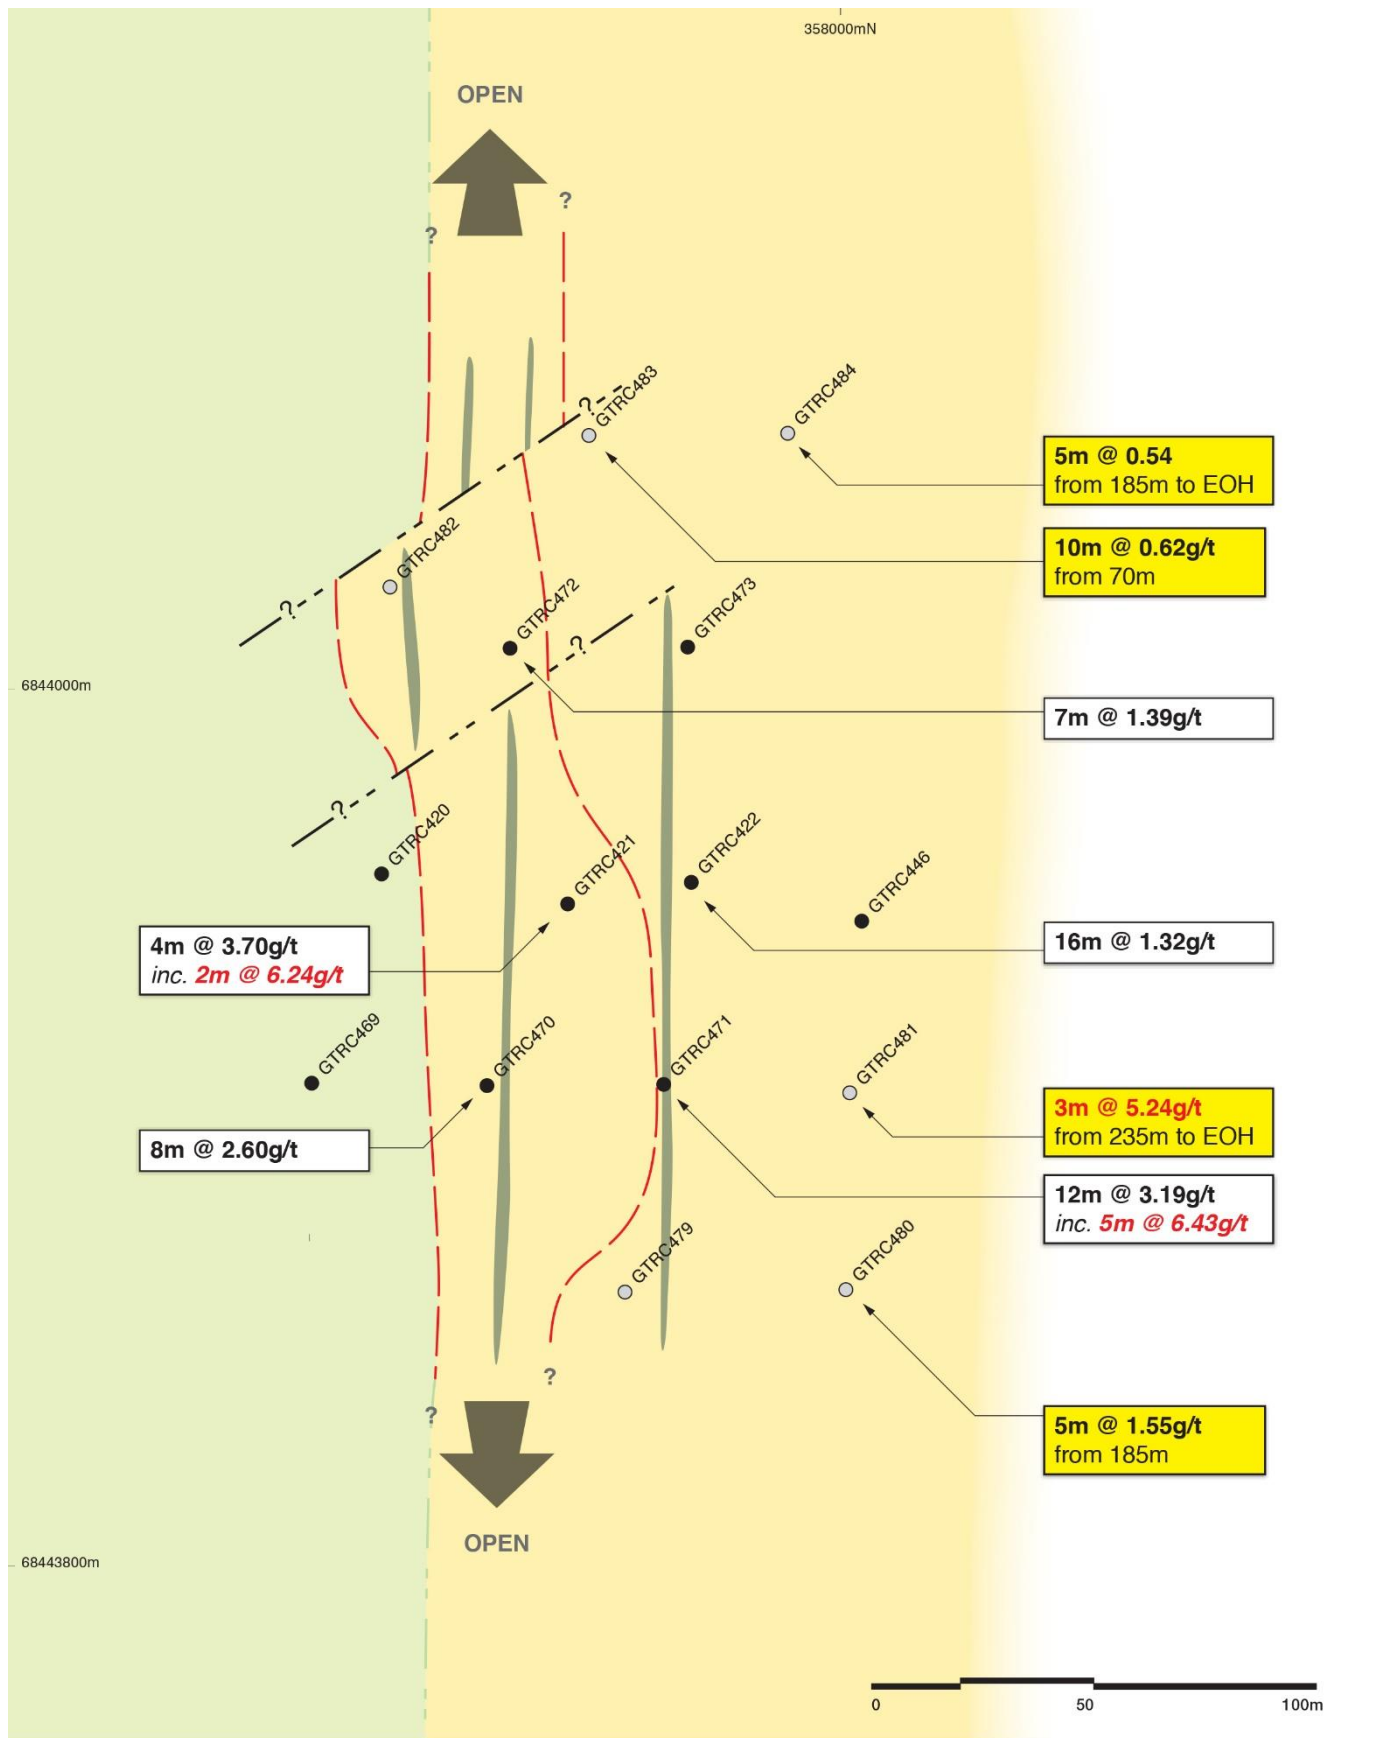 358000mN
OPEN
?
?
GTRC483
GTRC484
?
5m @ 0.54
from 185m to EOH
GTRC482
10m @ 0.62g/t
from 70m
?
GTRC472
GTRC473
?
6844000m
7m @ 1.39g/t
?
GTRC420
GTRC421
GTRC422
GTRC446
4m @ 3.70g/t
inc. 2m @ 6.24g/t
16m @ 1.32g/t
GTRC469
GTRC470
GTRC471
GTRC481
3m @ 5.24g/t
from 235m to EOH
8m @ 2.60g/t
12m @ 3.19g/t
inc. 5m @ 6.43g/t
GTRC479
GTRC480
?
?
5m @ 1.55g/t
from 185m
OPEN
68443800m
0 50 100m